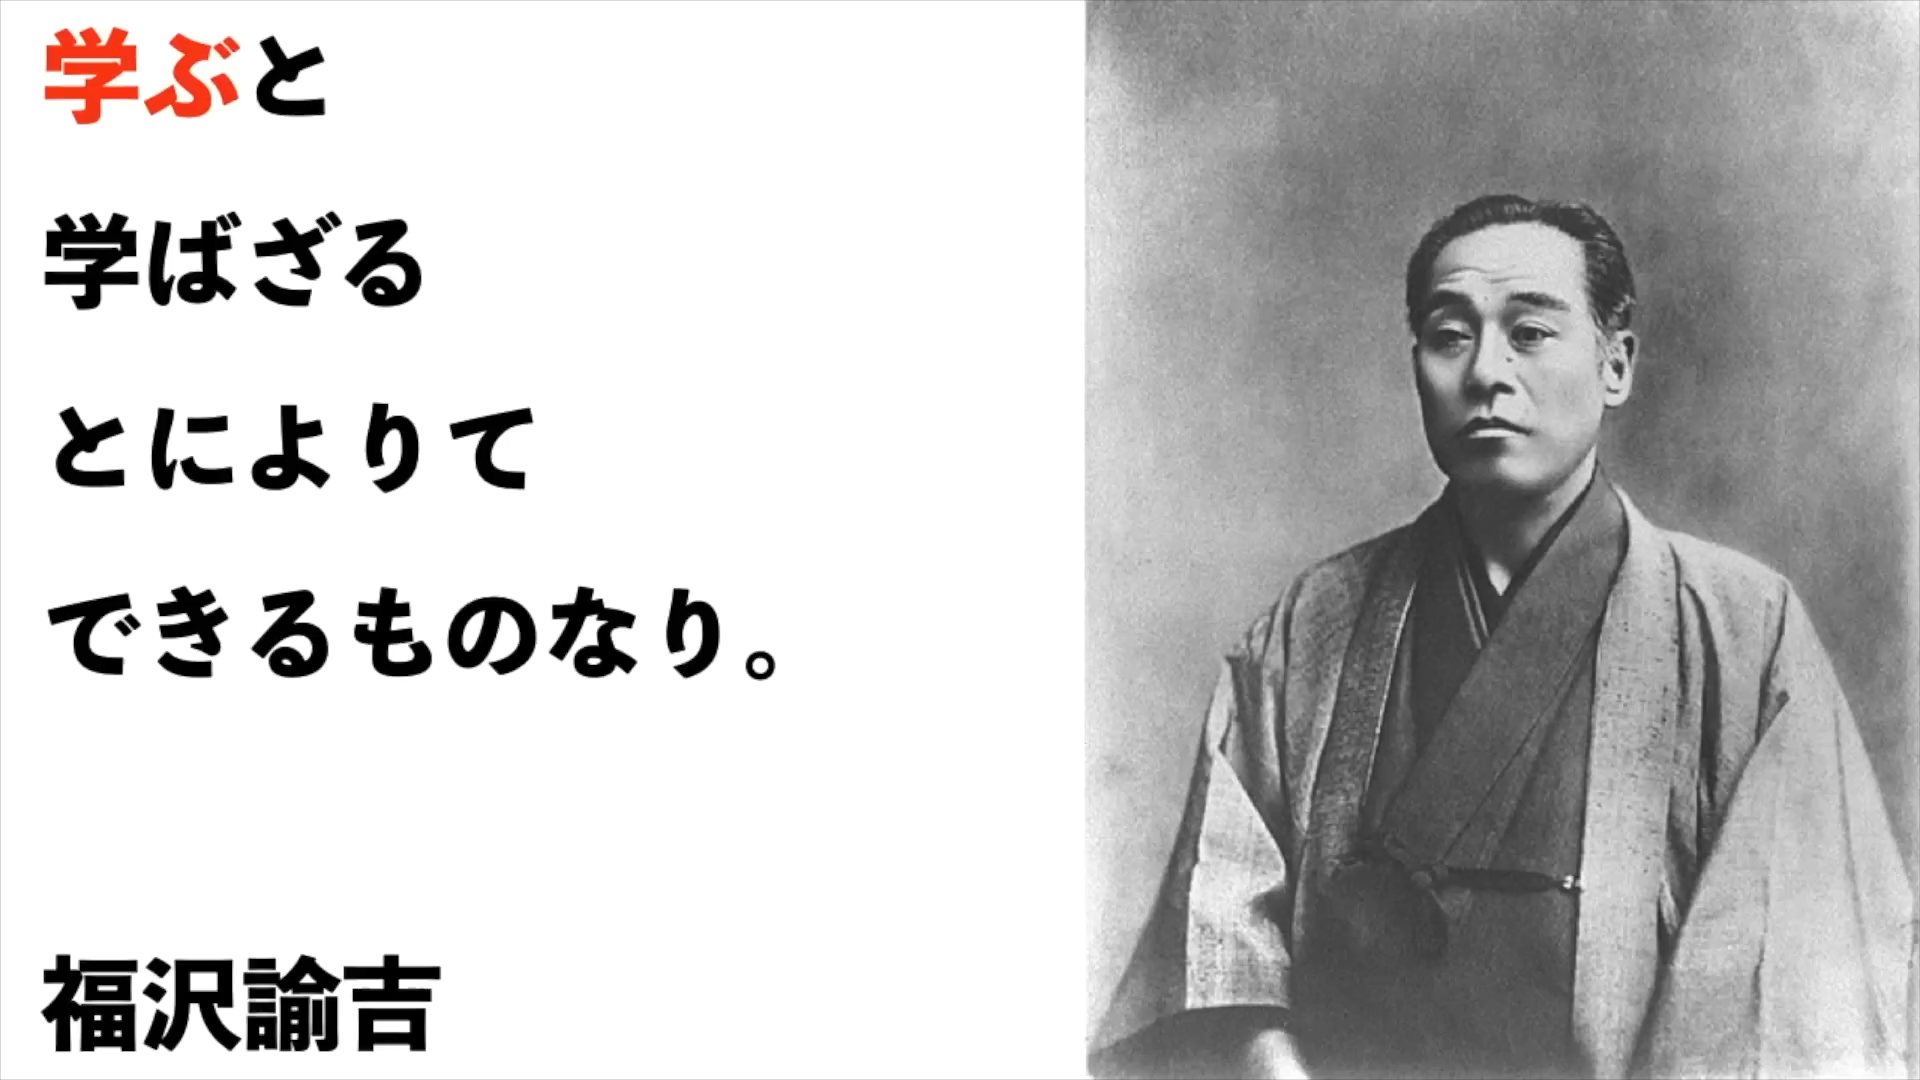 学ぶと
学ばざる
とによりて
できるものなり。
福沢諭吉